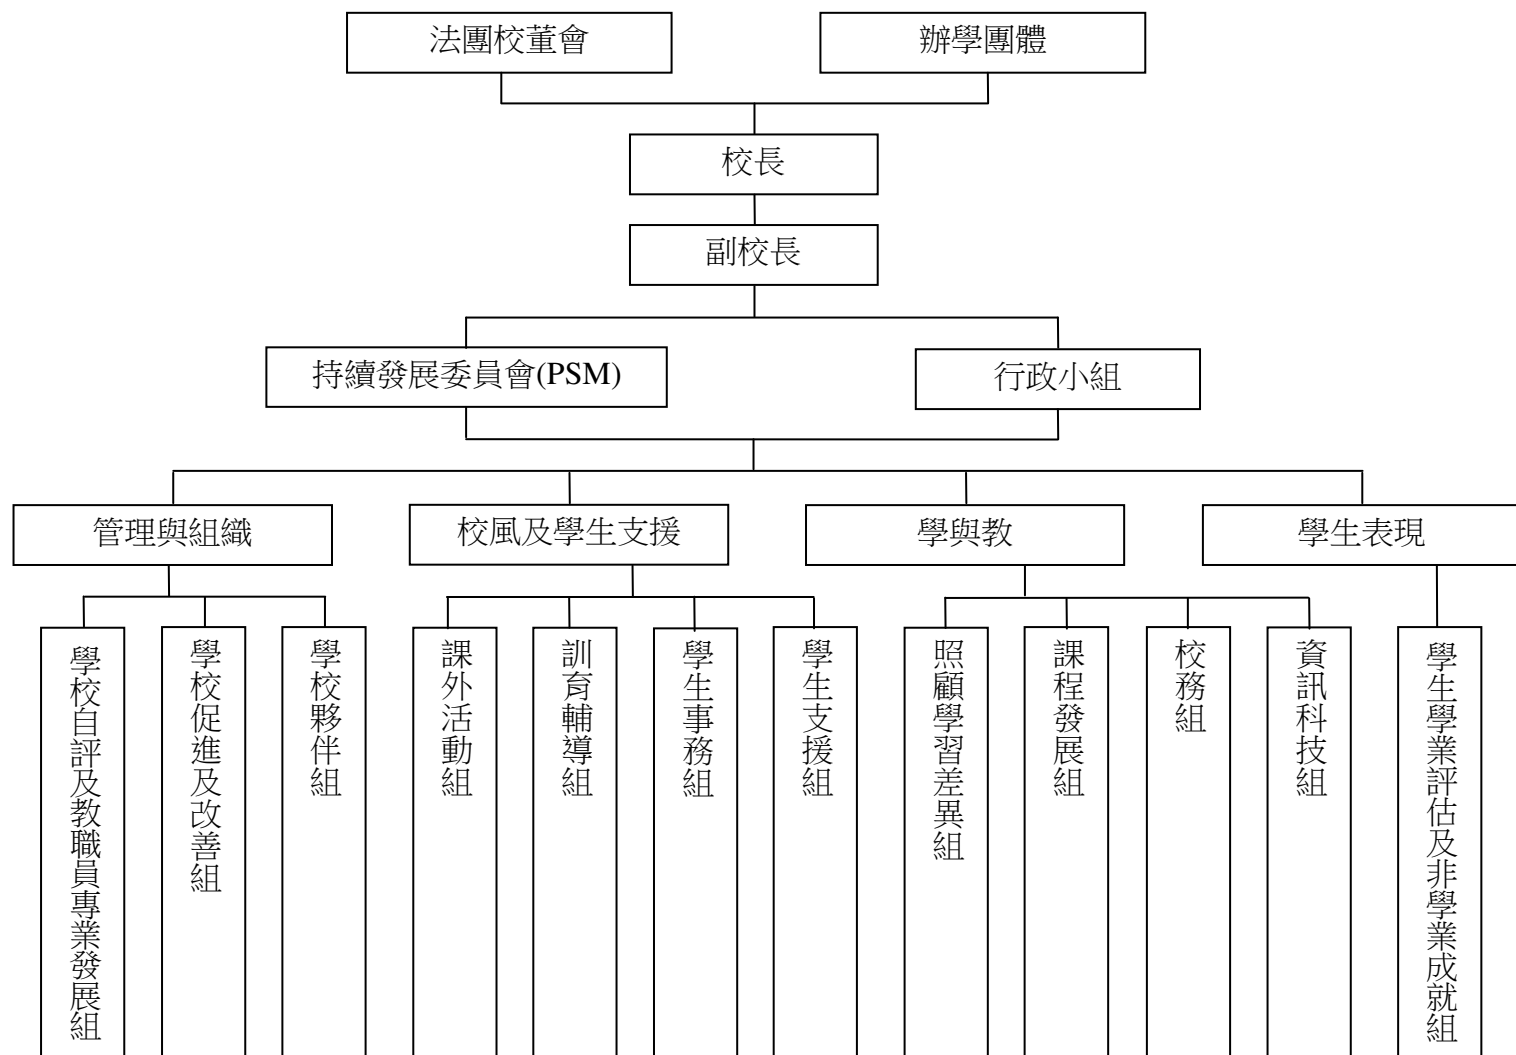 法團校董會
辦學團體
校長
副校長
持續發展委員會(PSM)
行政小組
管理與組織
校風及學生支援
學與教
學生表現
學校自評及教職員專業發展組
學校促進及改善組
學校夥伴組
課外活動組
訓育輔導組
學生事務組
學生支援組
照顧學習差異組
課程發展組
校務組
資訊科技組
學生學業評估及非學業成就組